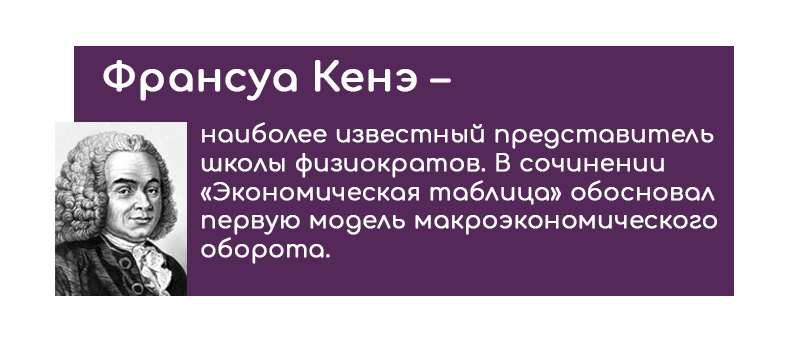 Франсуа Кенэ –
наиболее известный представитель
школы физиократов. В сочинении
«Экономическая таблица» обосновал
первую модель макроэкономического
оборота.